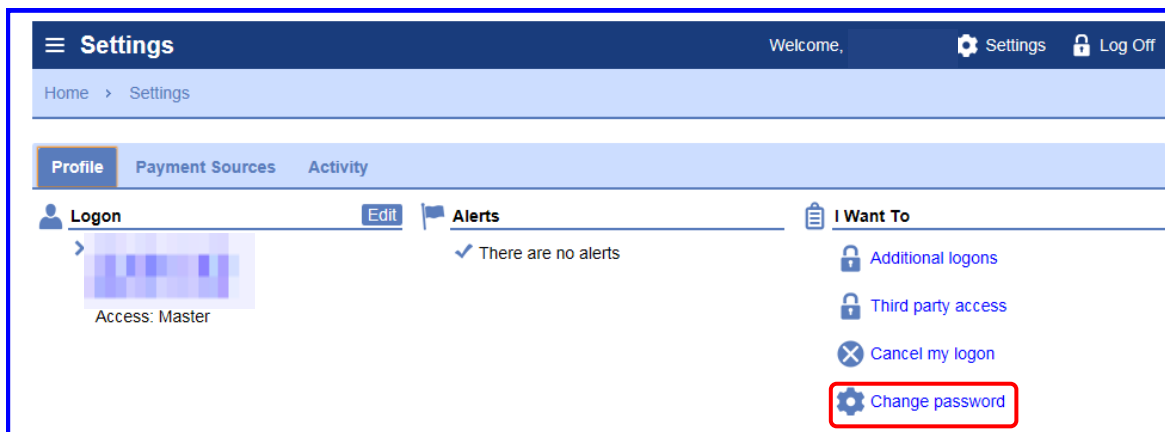 Settings
Welcome,
Settings
Log Off
Home > Settings
Profile
Payment Sources
Activity
Logon
Edit
Access: Master
Alerts
There are no alerts
I Want To
Additional logons
Third party access
Cancel my logon
Change password